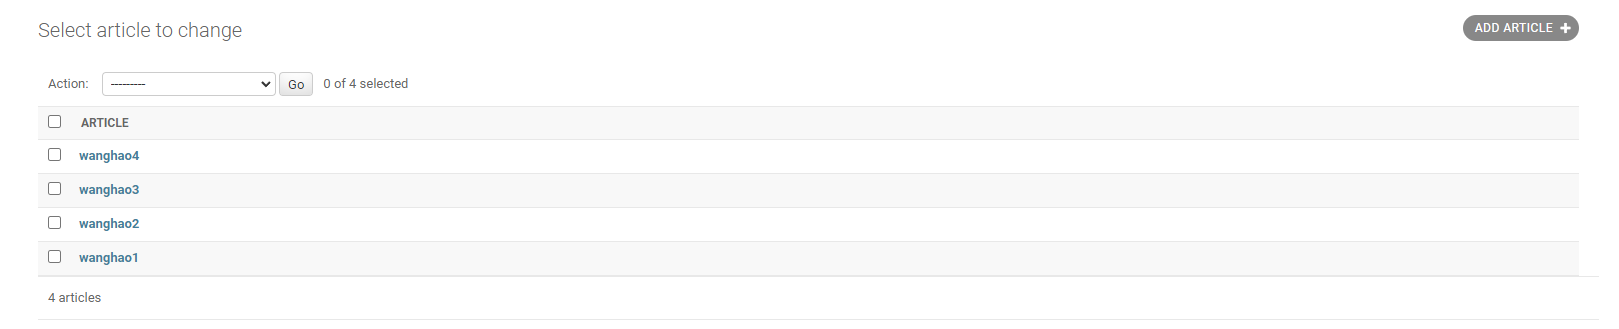 Select article to change
ADD ARTICLE +
Action: --------- Go 0 of 4 selected
ARTICLE
wanghao4
wanghao3
wanghao2
wanghao1
4 articles